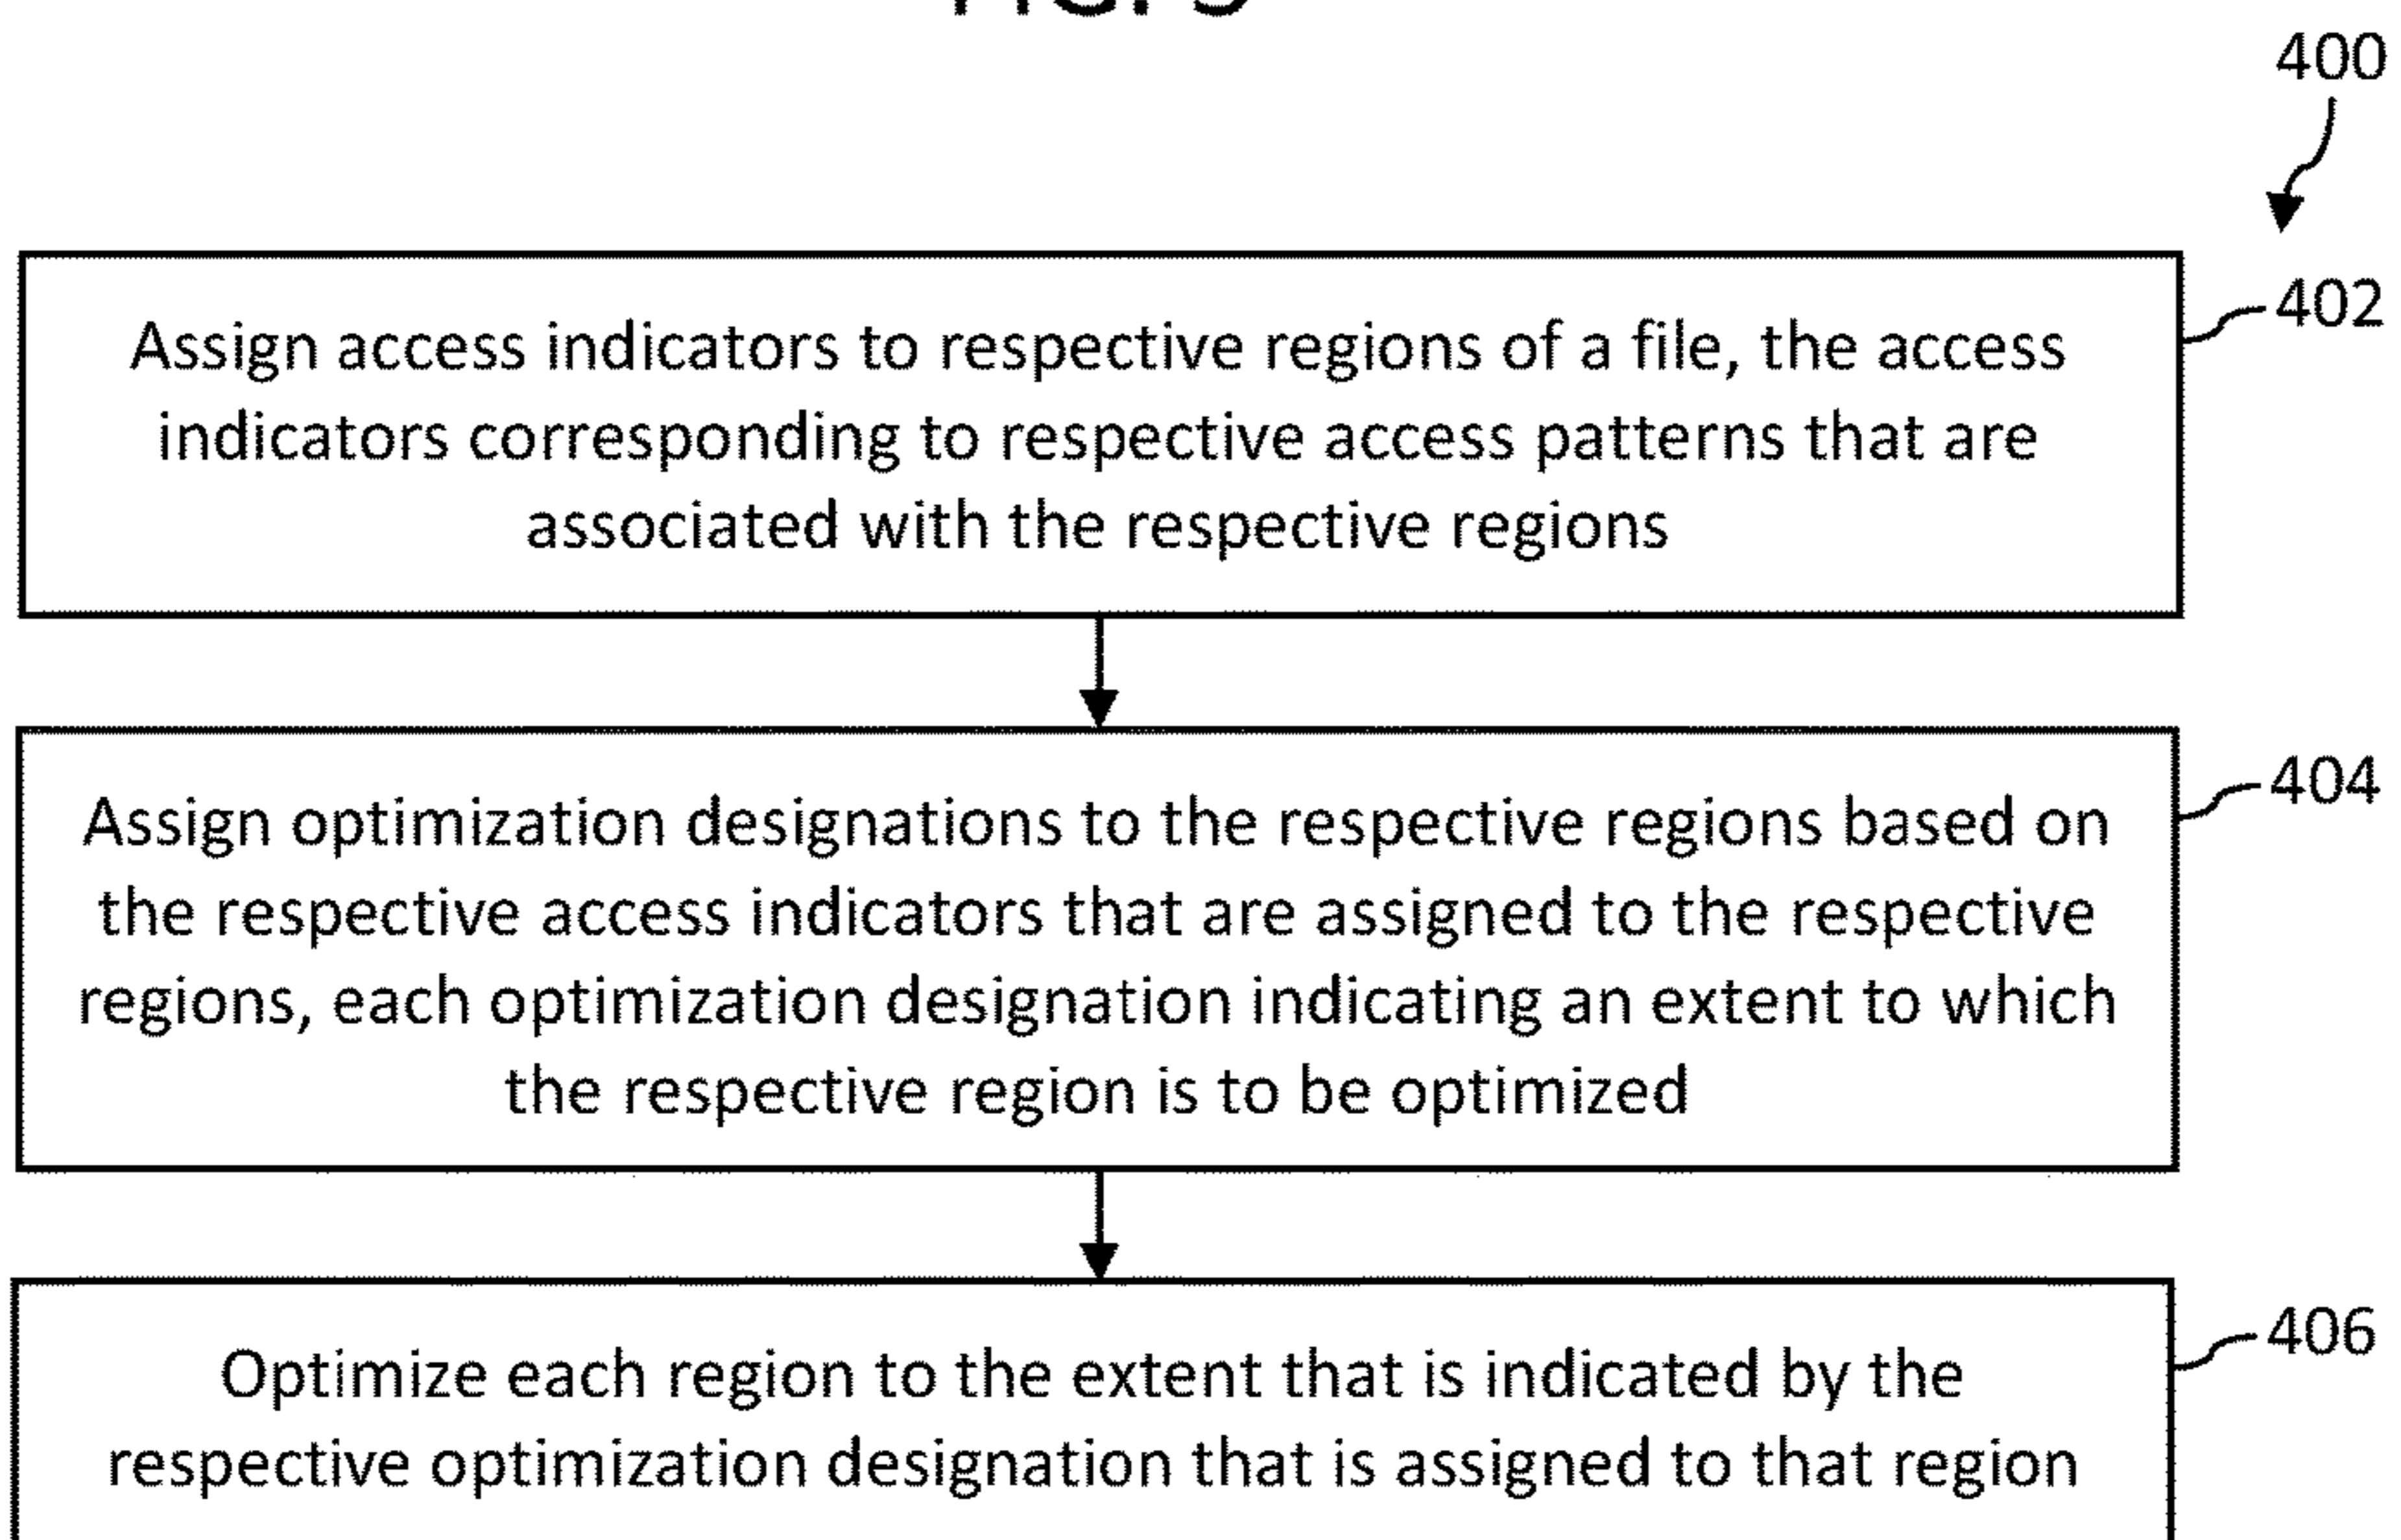 400
402
Assign access indicators to respective regions of a file, the access
indicators corresponding to respective access patterns that are
associated with the respective regions
404
Assign optimization designations to the respective regions based on
the respective access indicators that are assigned to the respective
regions, each optimization designation indicating an extent to which
the respective region is to be optimized
406
Optimize each region to the extent that is indicated by the
respective optimization designation that is assigned to that region